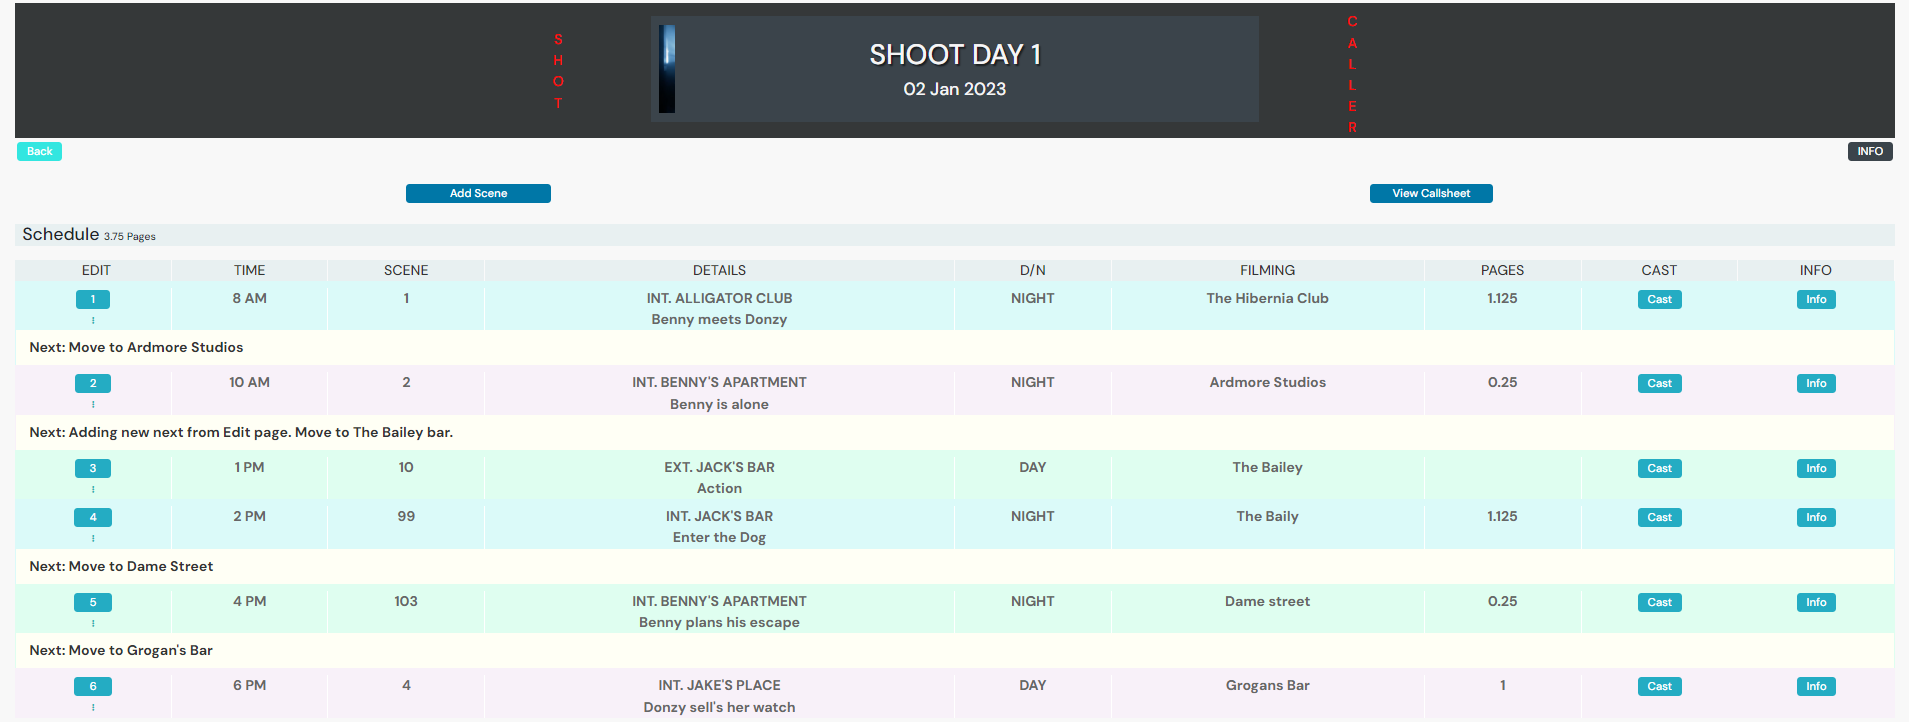 SHOT
CALLER
SHOOT DAY 1
02 Jan 2023
Back
INFO
Add Scene
View Callsheet
Schedule 3.75 Pages
EDIT TIME SCENE DETAILS D/N FILMING PAGES CAST INFO
1 8 AM 1 INT. ALLIGATOR CLUB NIGHT The Hibernia Club 1.125 Cast Info
Benny meets Donzy
Next: Move to Ardmore Studios
2 10 AM 2 INT. BENNY'S APARTMENT NIGHT Ardmore Studios 0.25 Cast Info
Benny is alone
Next: Adding new next from Edit page. Move to The Bailey bar.
3 1 PM 10 EXT. JACK'S BAR DAY The Bailey Cast Info
Action
4 2 PM 99 INT. JACK'S BAR NIGHT The Baily 1.125 Cast Info
Enter the Dog
Next: Move to Dame Street
5 4 PM 103 INT. BENNY'S APARTMENT NIGHT Dame street 0.25 Cast Info
Benny plans his escape
Next: Move to Grogan's Bar
6 6 PM 4 INT. JAKE'S PLACE DAY Grogans Bar 1 Cast Info
Donzy sell's her watch